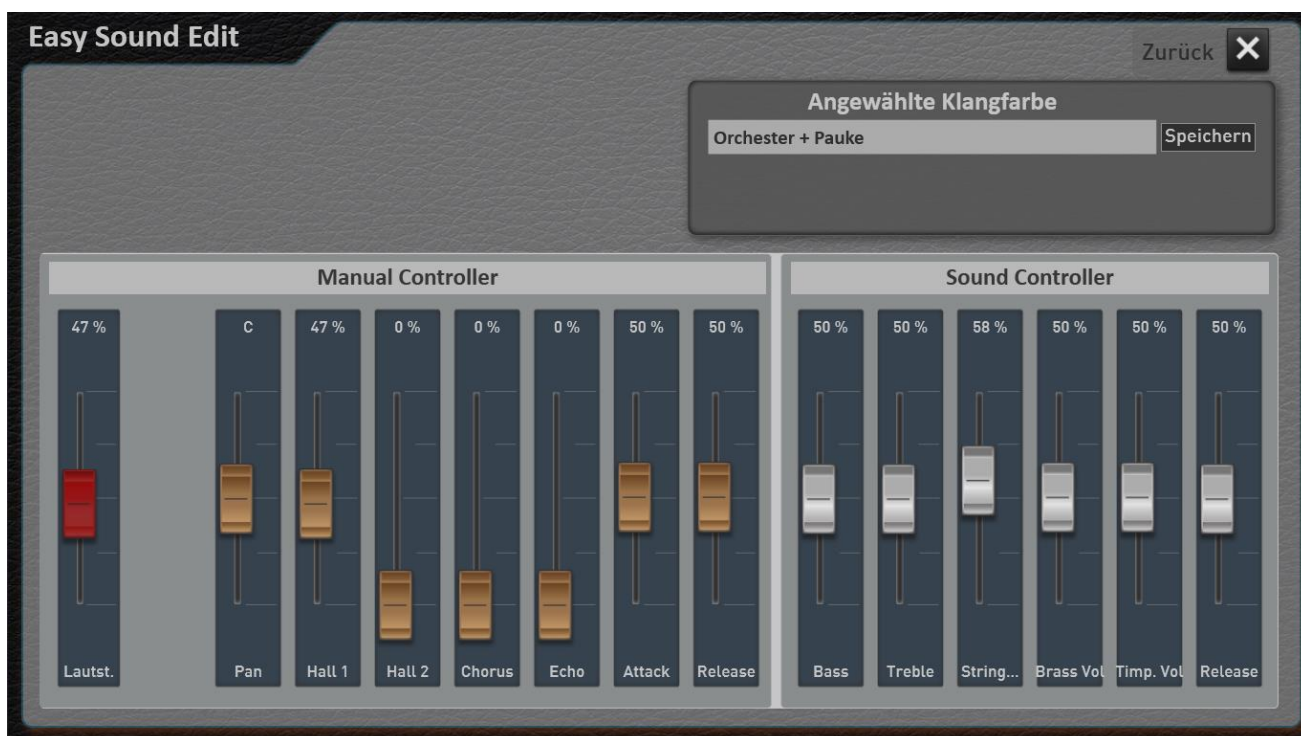 Easy Sound Edit
Zurück
Angewählte Klangfarbe
Orchester + Pauke
Speichern
Manual Controller
Sound Controller
47 % C 47 % 0 % 0 % 0 % 50 % 50 % 50 % 50 % 58 % 50 % 50 % 50 %
Lautst. Pan Hall 1 Hall 2 Chorus Echo Attack Release Bass Treble String... Brass Vol Timp. Vol Release